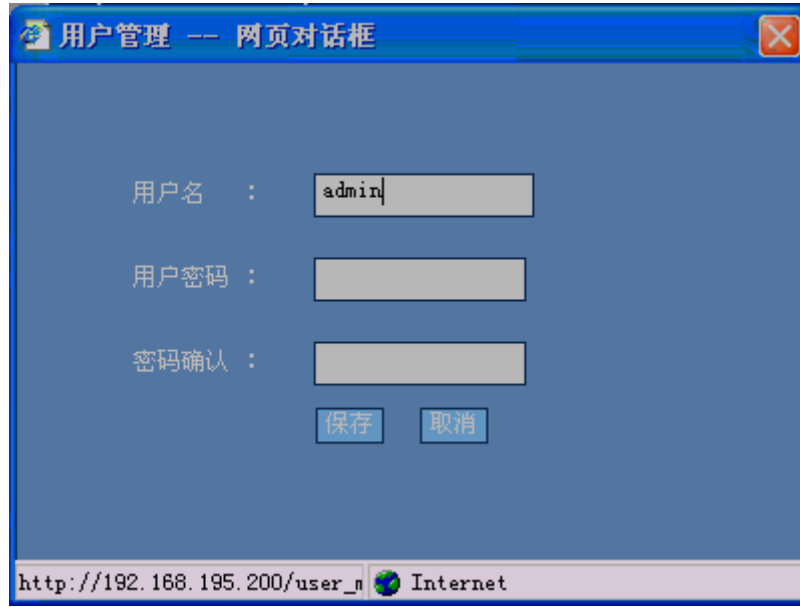 用户管理 -- 网页对话框
用户名 : admin
用户密码 :
密码确认 :
保存 取消
http://192.168.195.200/user_ Internet